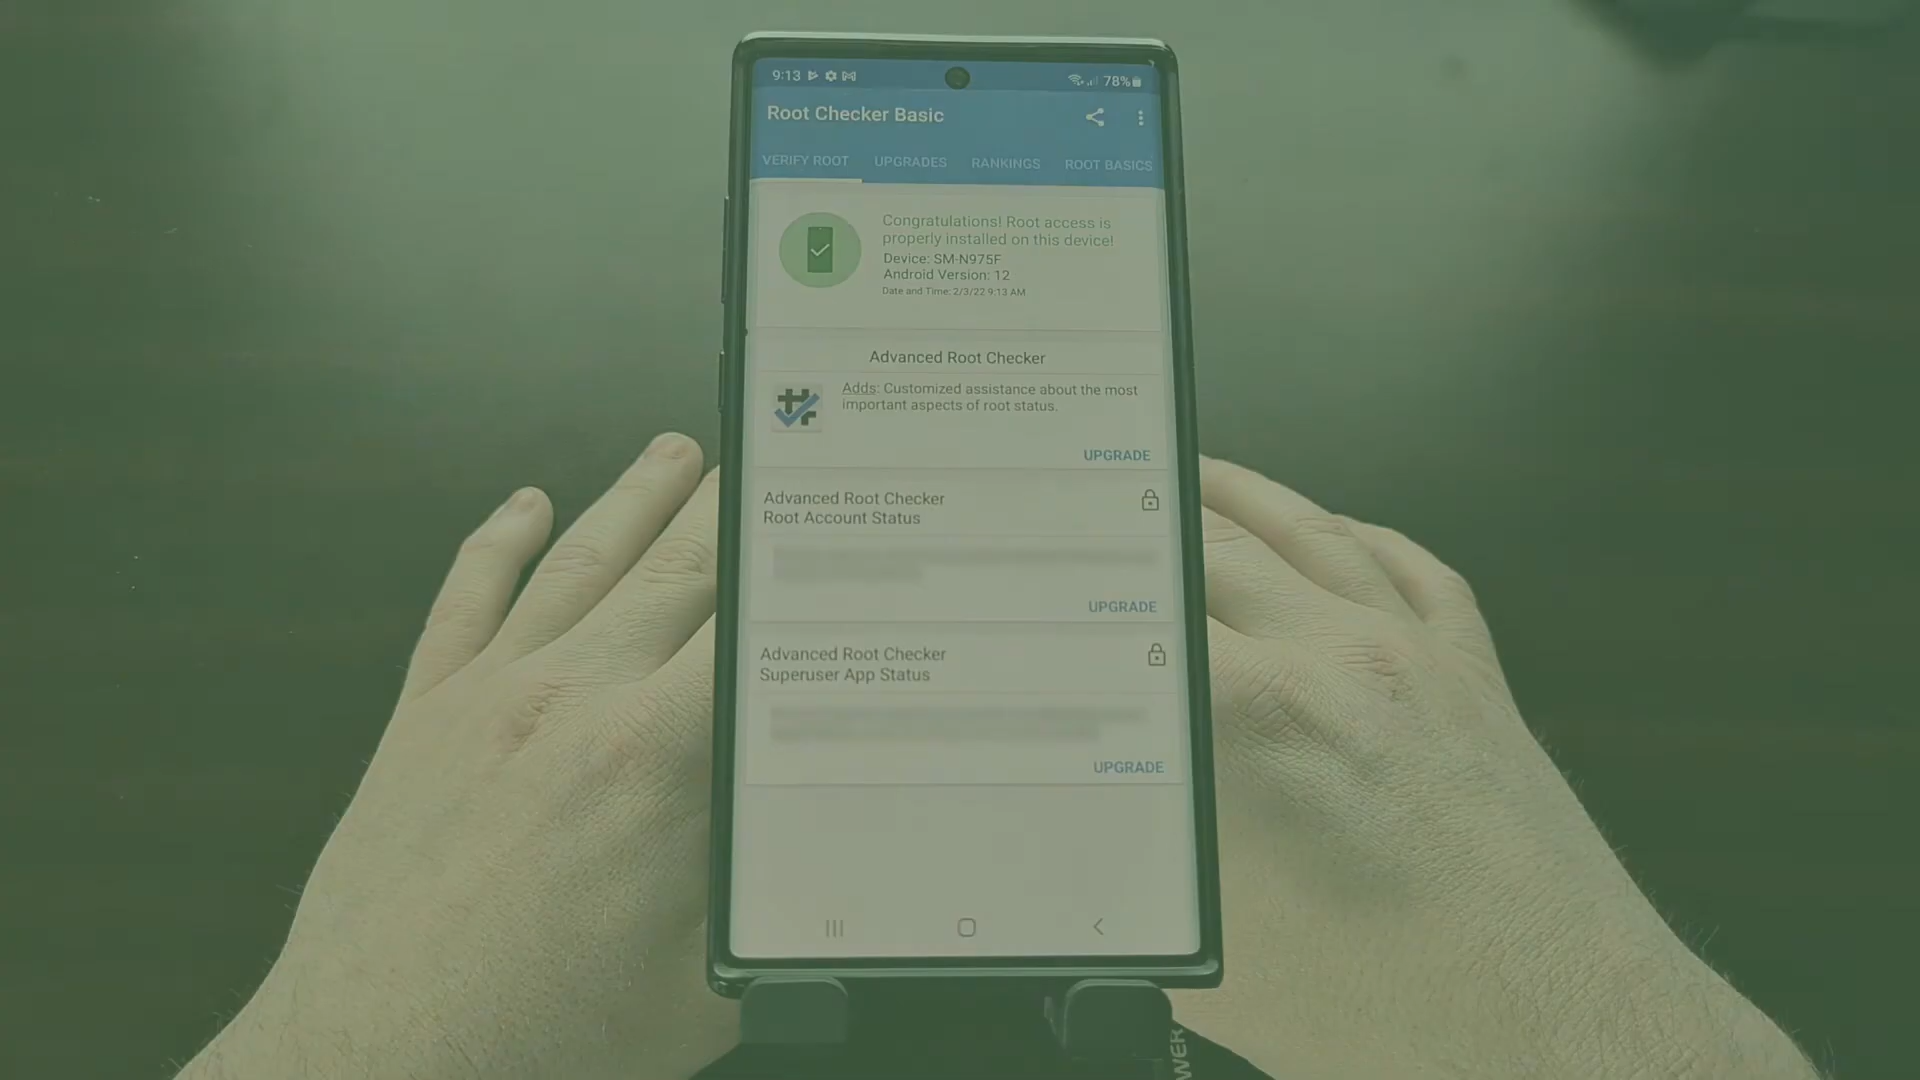 9:13
78%
Root Checker Basic
VERIFY ROOT UPGRADES RANKINGS ROOT BASICS
Congratulations! Root access is
properly installed on this device!
Device: SM-N975F
Android Version: 12
Date and Time: 2/3/22 9:13 AM
Advanced Root Checker
Adds: Customized assistance about the most
important aspects of root status.
UPGRADE
Advanced Root Checker
Root Account Status
UPGRADE
Advanced Root Checker
Superuser App Status
UPGRADE
WER